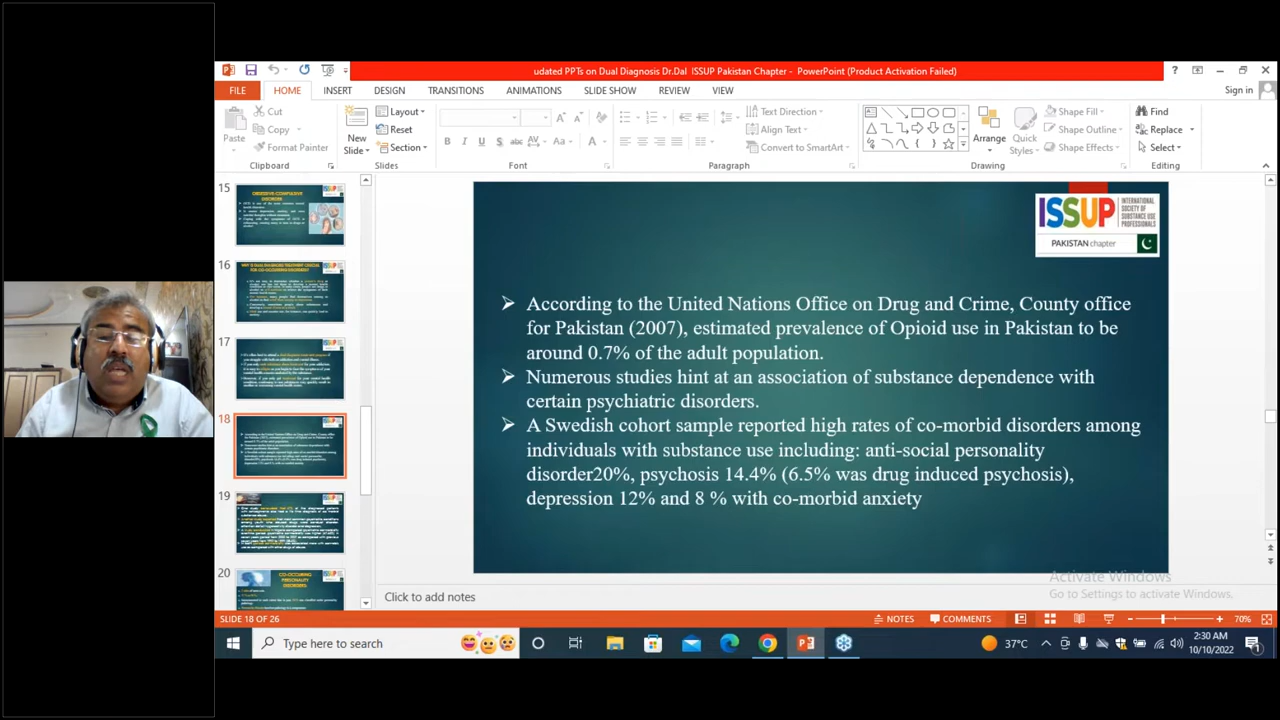 udated PPTs on Dual Diagnosis Dr.Dal ISSUP Pakistan Chapter - PowerPoint (Product Activation Failed)
FILE HOME INSERT DESIGN TRANSITIONS ANIMATIONS SLIDE SHOW REVIEW VIEW Sign in
Paste
Cut
Copy
Format Painter
Clipboard
New
Slide
Layout
Reset
Section
Slides
Font
Text Direction
Align Text
Convert to SmartArt
Paragraph
Arrange
Quick
Styles
Shape Fill
Shape Outline
Shape Effects
Drawing
Find
Replace
Select
Editing
15
OBSESSIVE-COMPULSIVE
DISORDER
16
17
18
19
20
CO-OCCURING
PERSONALITY
DISORDERS
ISSUP
INTERNATIONAL
SOCIETY OF
SUBSTANCE USE
PROFESSIONALS
PAKISTAN chapter
According to the United Nations Office on Drug and Crime, County office
for Pakistan (2007), estimated prevalence of Opioid use in Pakistan to be
around 0.7% of the adult population.
Numerous studies hint on an association of substance dependence with
certain psychiatric disorders.
A Swedish cohort sample reported high rates of co-morbid disorders among
individuals with substance use including: anti-social personality
disorder20%, psychosis 14.4% (6.5% was drug induced psychosis),
depression 12% and 8 % with co-morbid anxiety
Activate Windows
Go to Settings to activate Windows.
Click to add notes
SLIDE 18 OF 26 NOTES COMMENTS 70%
Type here to search
37°C
2:30 AM
10/10/2022